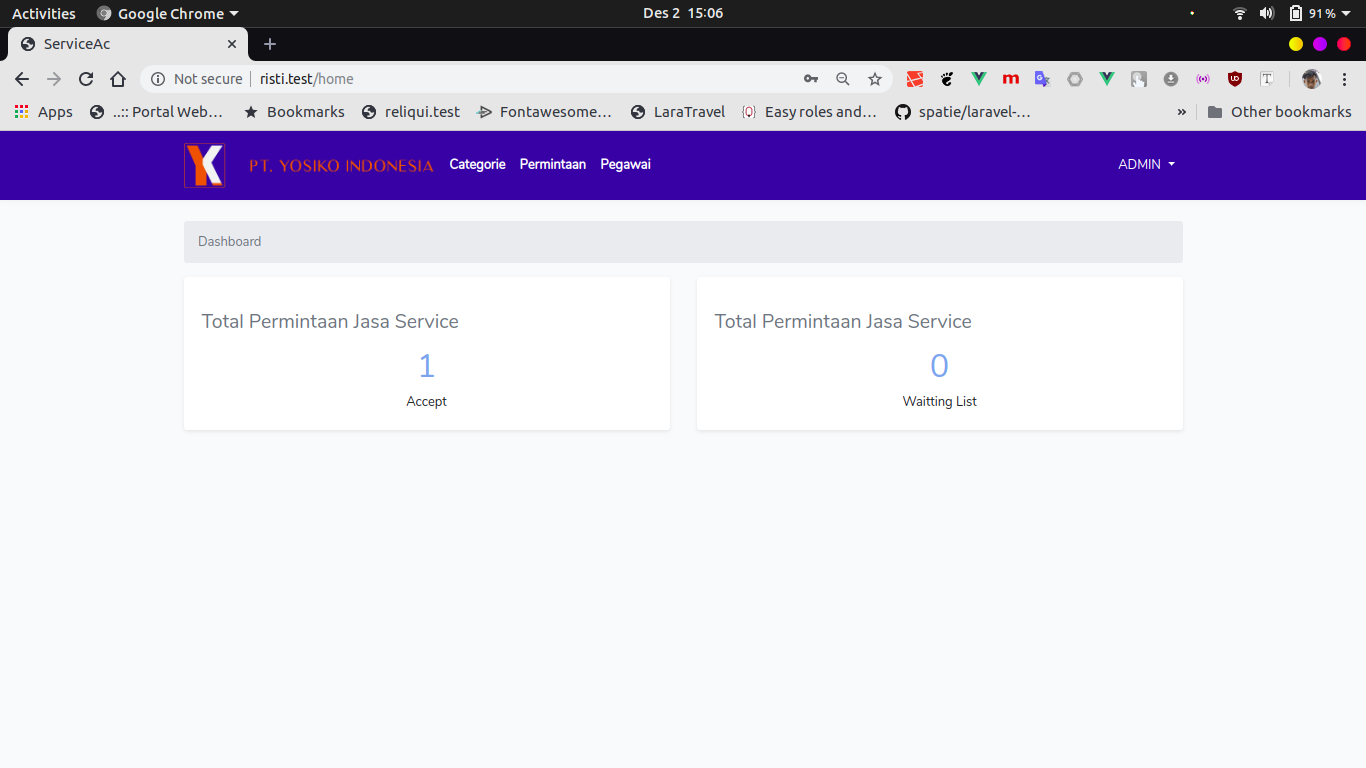 Activities Google Chrome Des 2 15:06 91%
ServiceAc
Not secure risti.test/home
Apps ..:: Portal Web… Bookmarks reliqui.test Fontawesome… LaraTravel Easy roles and… spatie/laravel-… » Other bookmarks
YK PT. YOSIKO INDONESIA Categorie Permintaan Pegawai ADMIN
Dashboard
Total Permintaan Jasa Service Total Permintaan Jasa Service
1 0
Accept Waitting List